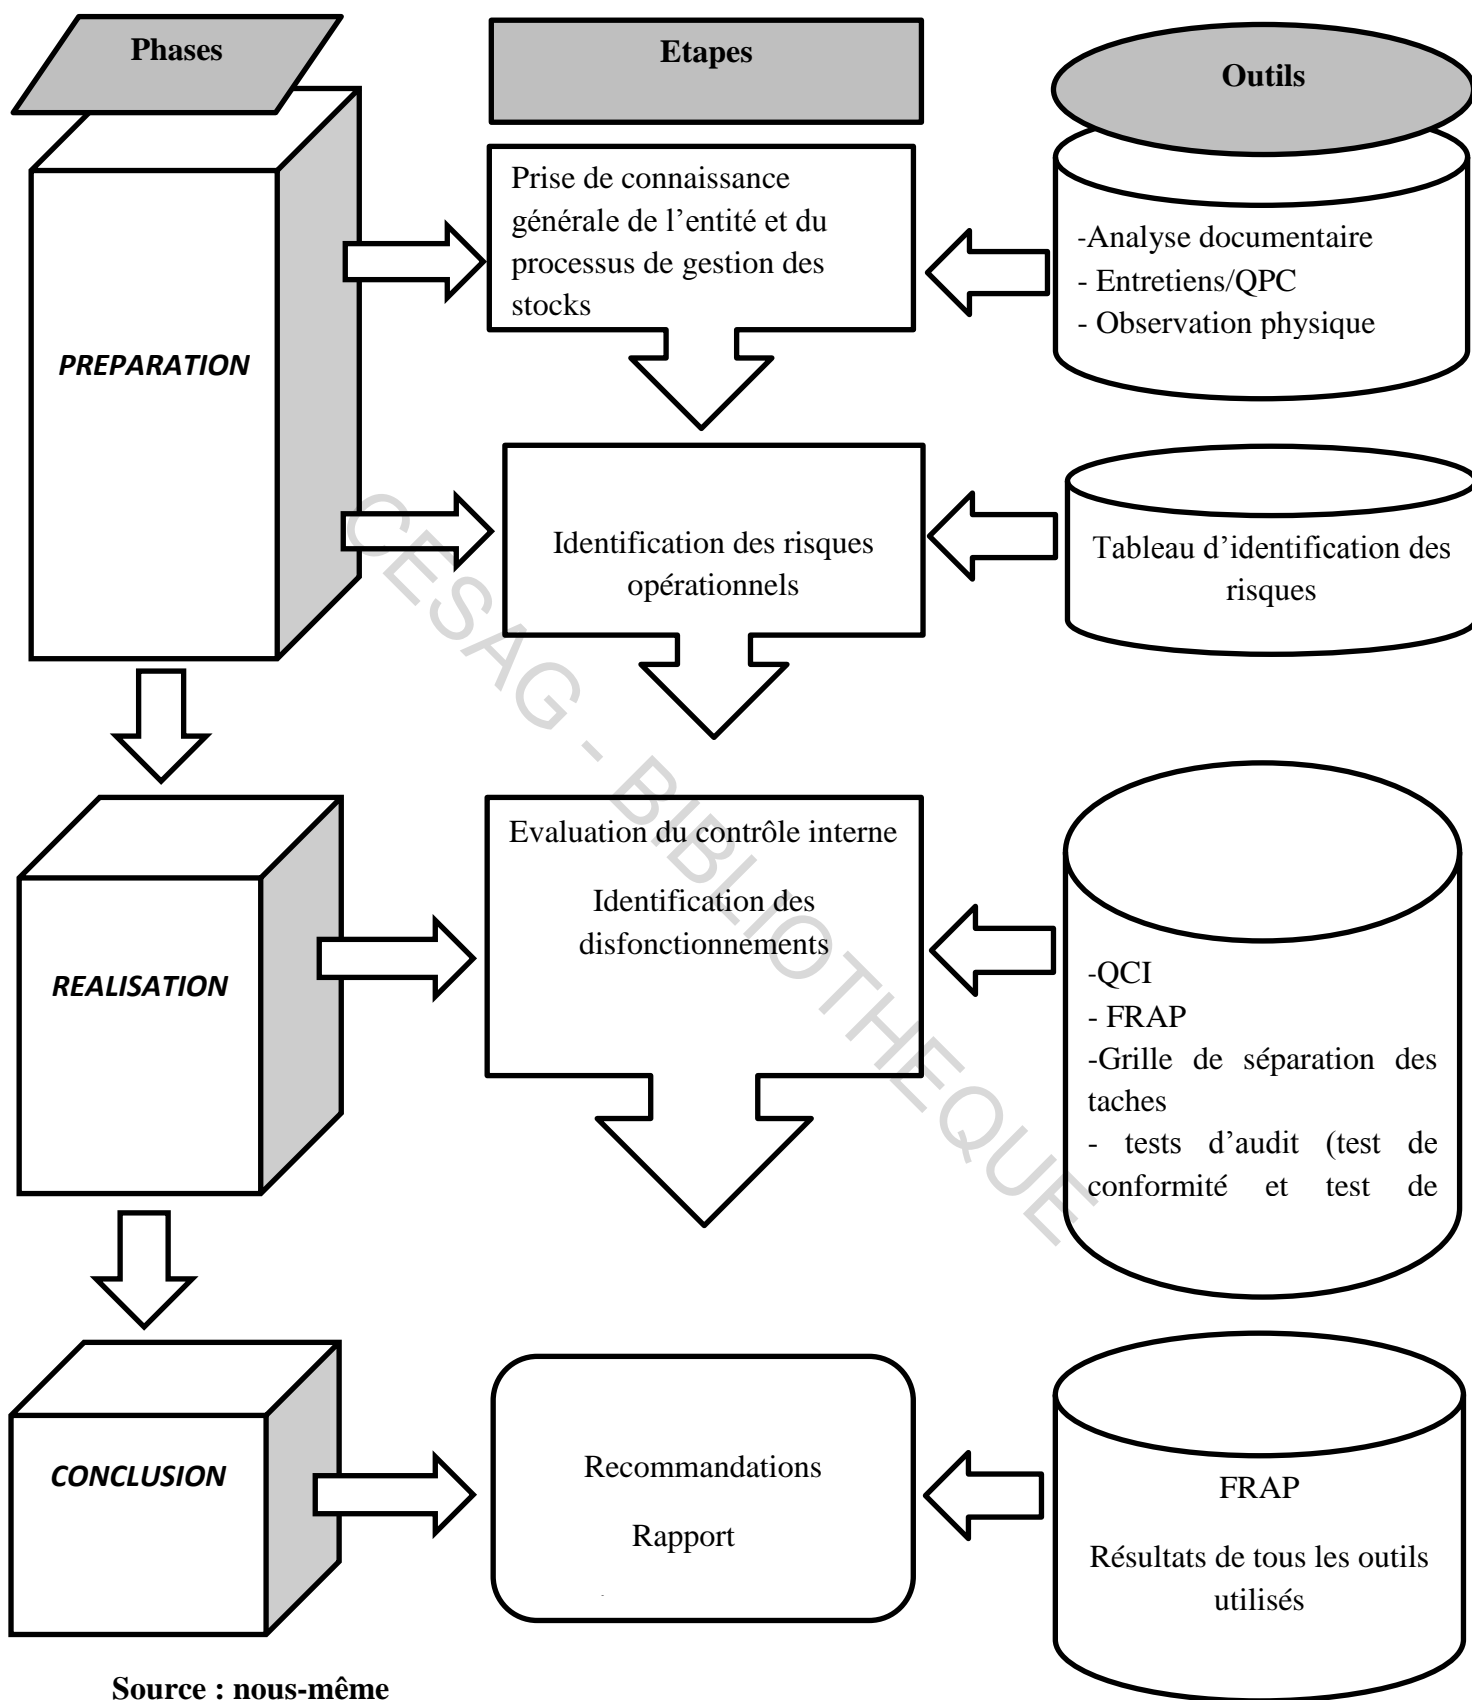 Phases
Etapes
Outils
PREPARATION
Prise de connaissance
générale de l’entité et du
processus de gestion des
stocks
-Analyse documentaire
- Entretiens/QPC
- Observation physique
Identification des risques
opérationnels
Tableau d’identification des
risques
REALISATION
Evaluation du contrôle interne
Identification des
disfonctionnements
-QCI
- FRAP
-Grille de séparation des
taches
- tests d’audit (test de
conformité et test de
CONCLUSION
Recommandations
Rapport
FRAP
Résultats de tous les outils
utilisés
Source : nous-même
CESAG - BIBLIOTHEQUE